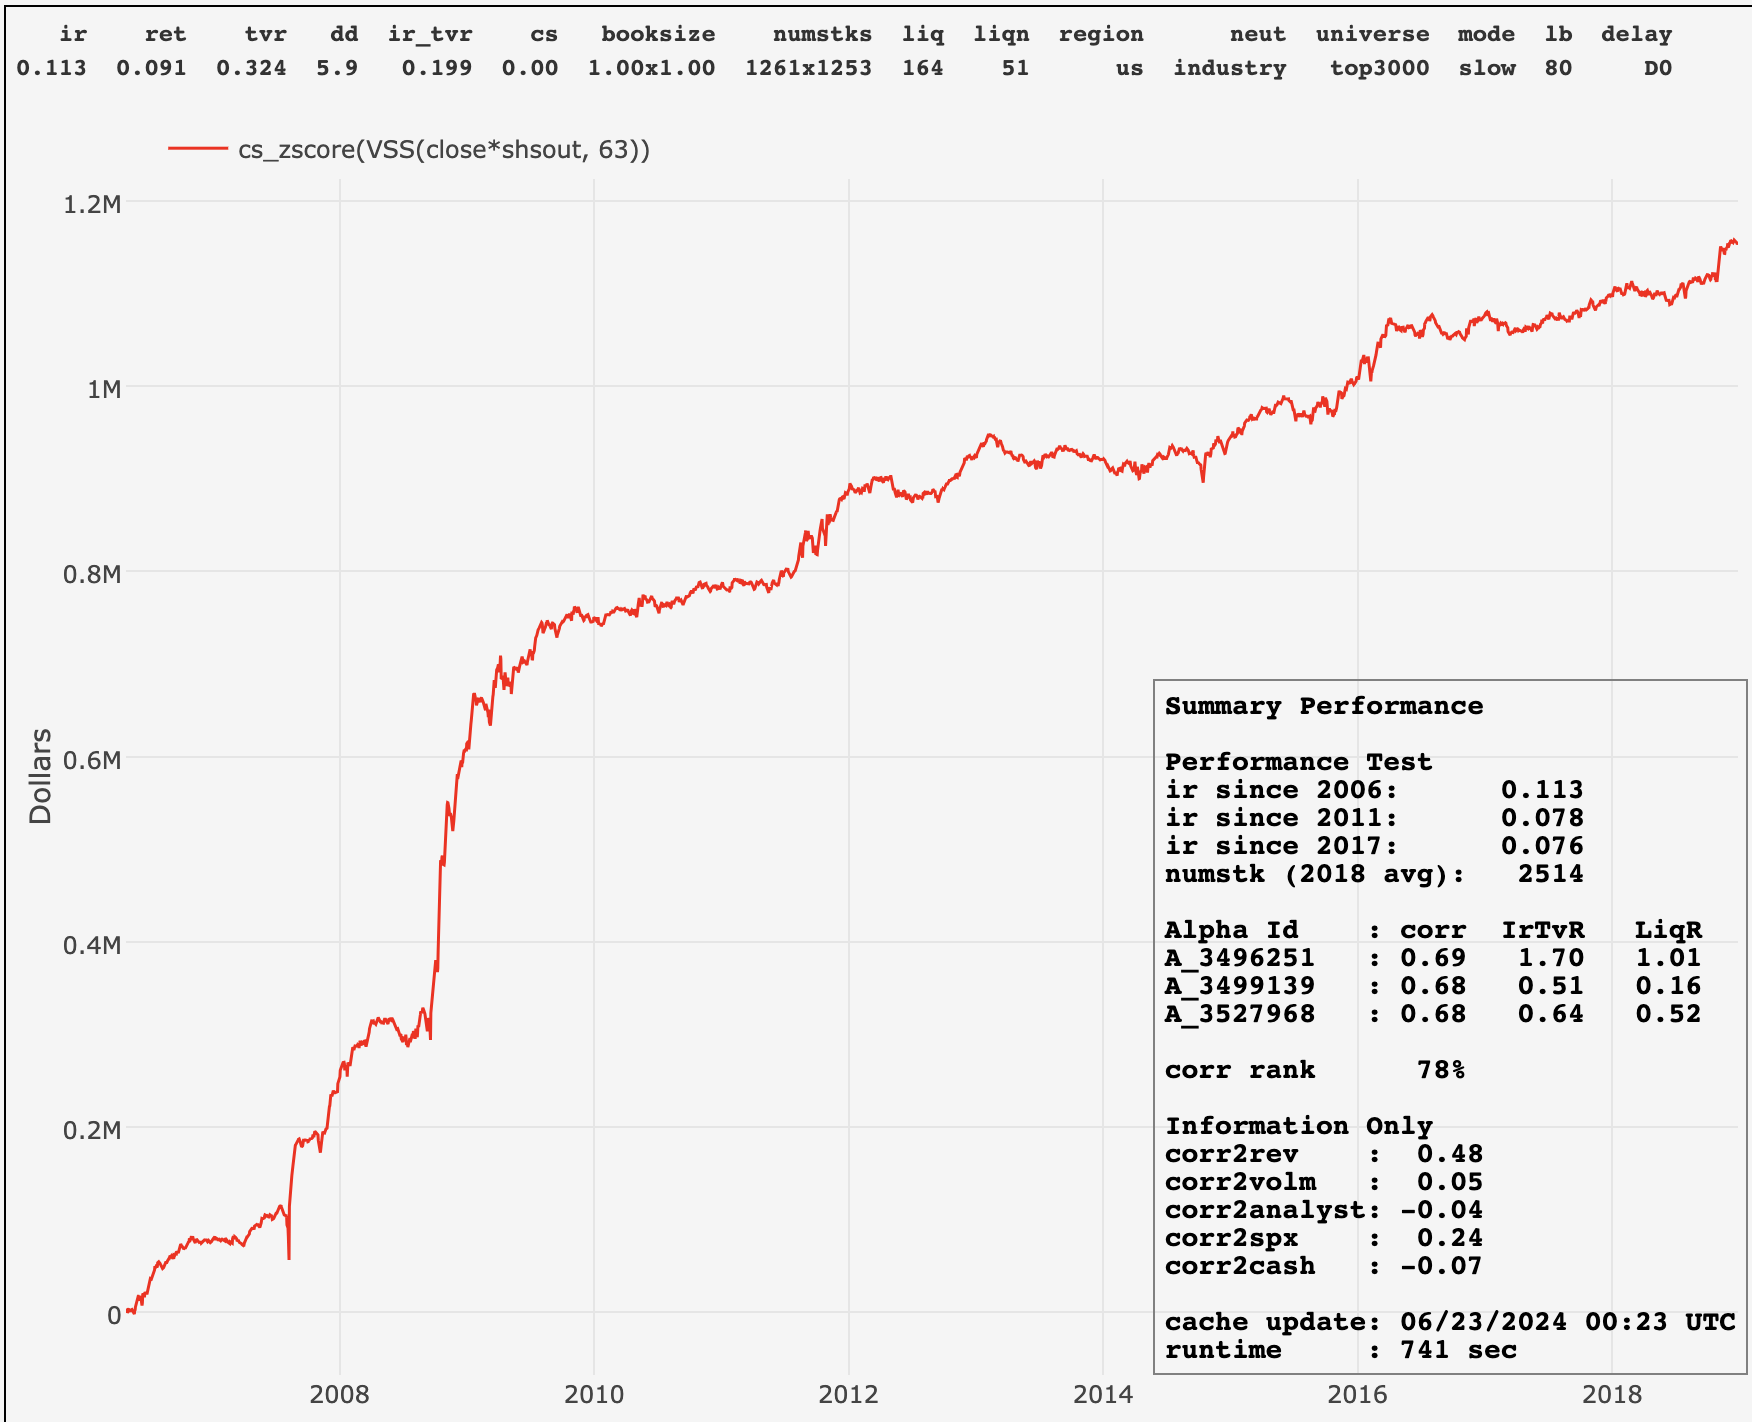 ir ret tvr dd ir_tvr cs booksize numstks liq liqn region neut universe mode lb delay
0.113 0.091 0.324 5.9 0.199 0.00 1.00x1.00 1261x1253 164 51 us industry top3000 slow 80 D0
cs_zscore(VSS(close*shsout, 63))
1.2M
1M
0.8M
0.6M
0.4M
0.2M
0
Dollars
Summary Performance
Performance Test
ir since 2006: 0.113
ir since 2011: 0.078
ir since 2017: 0.076
numstk (2018 avg): 2514
Alpha Id : corr IrTvR LiqR
A_3496251 : 0.69 1.70 1.01
A_3499139 : 0.68 0.51 0.16
A_3527968 : 0.68 0.64 0.52
corr rank 78%
Information Only
corr2rev : 0.48
corr2volm : 0.05
corr2analyst: -0.04
corr2spx : 0.24
corr2cash : -0.07
cache update: 06/23/2024 00:23 UTC
runtime : 741 sec
2008 2010 2012 2014 2016 2018